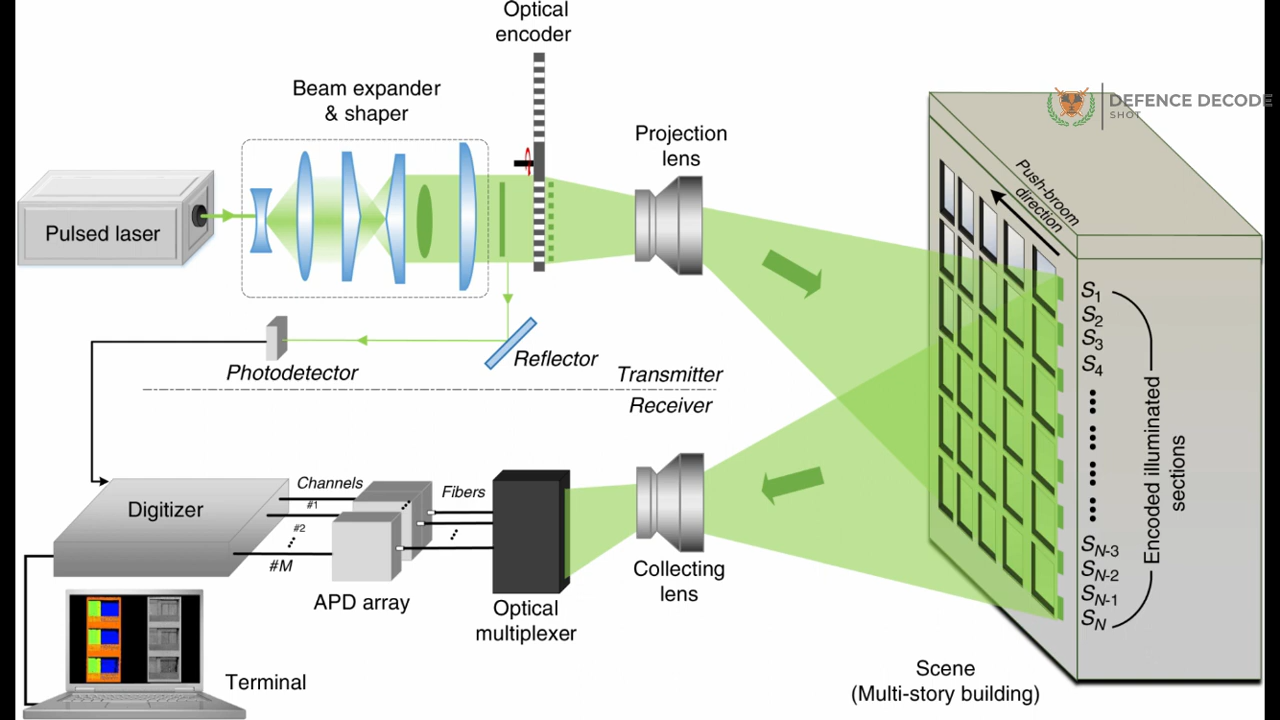 Optical
encoder
Beam expander
& shaper
Projection
lens
DEFENCE DECODE
SHOT
Push-broom
direction
Pulsed laser
S1
S2
S3
S4
Reflector
Photodetector
Transmitter
Receiver
Encoded illuminated
sections
Channels
Fibers
Digitizer
#1
#2
#M
SN-3
SN-2
SN-1
SN
APD array
Optical
multiplexer
Collecting
lens
Terminal
Scene
(Multi-story building)